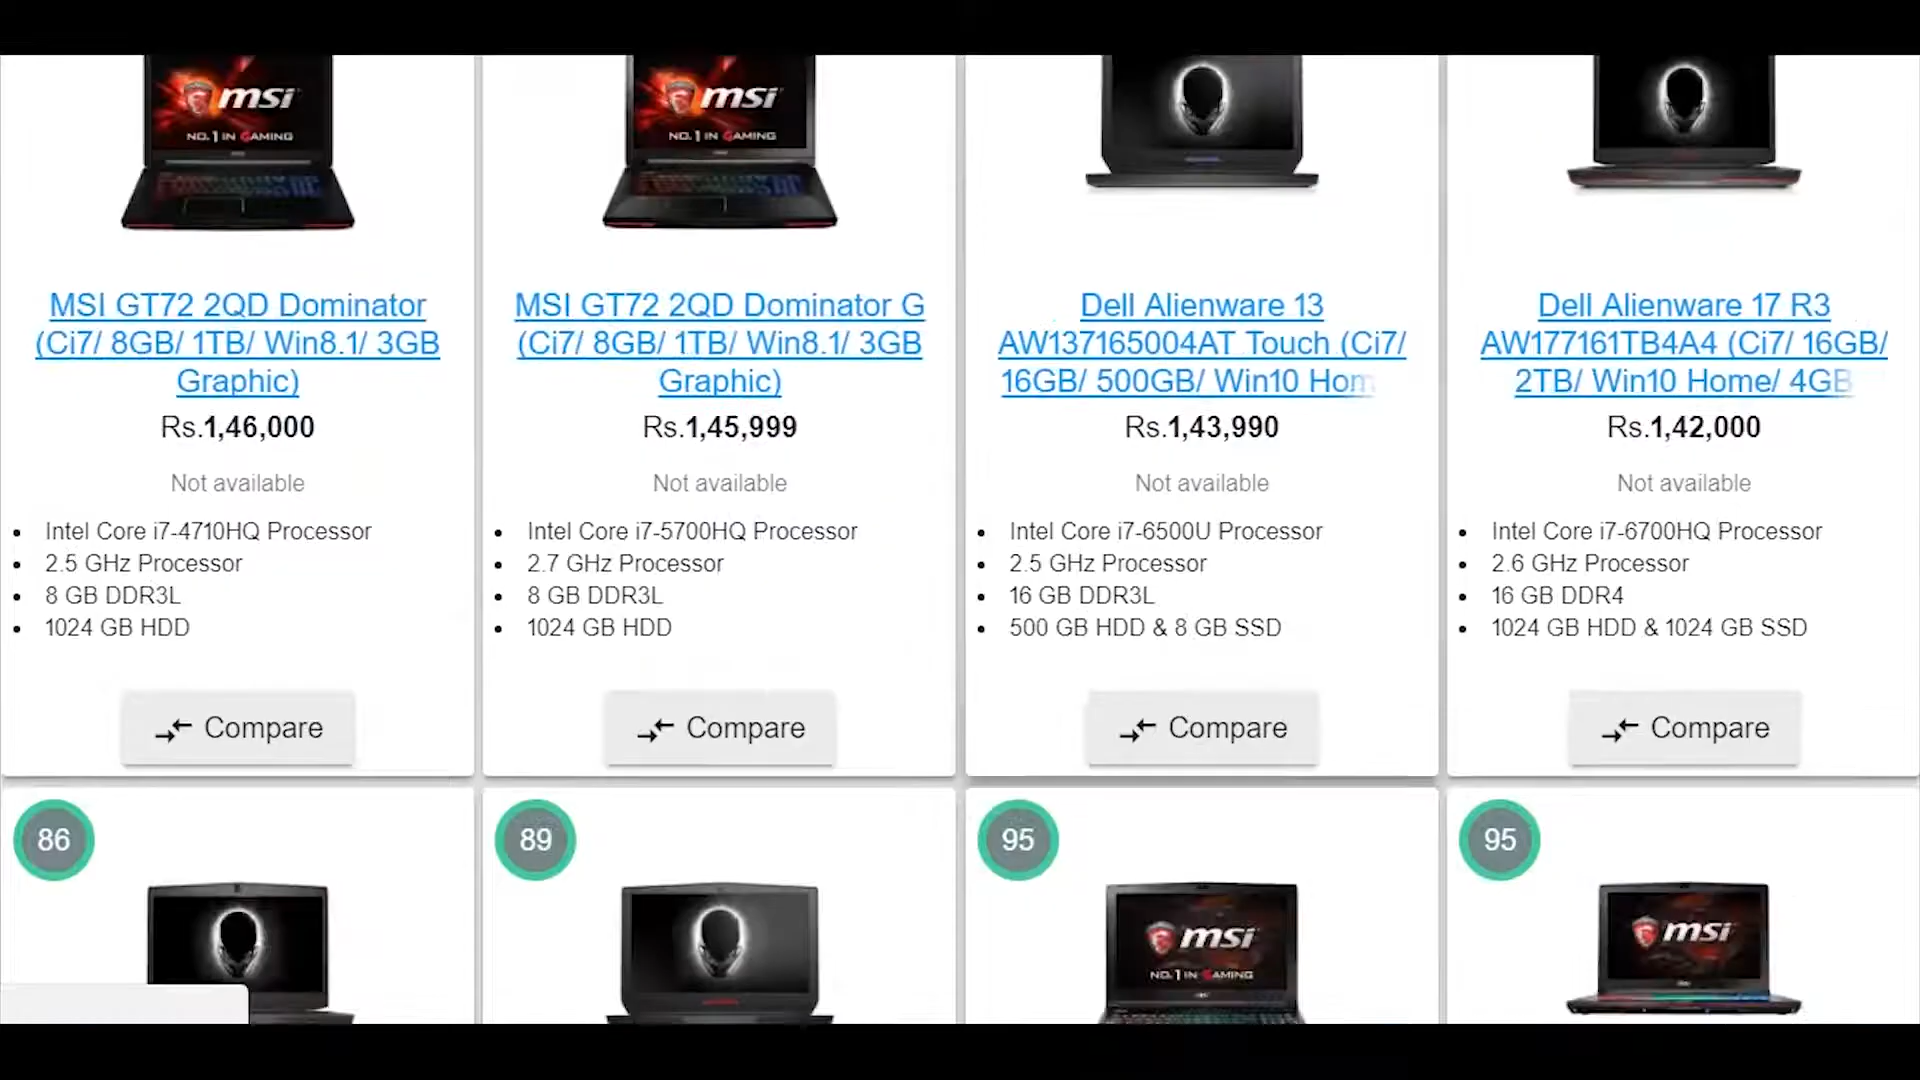 msi
NO. 1 IN GAMING
msi
NO. 1 IN GAMING
MSI GT72 2QD Dominator
(Ci7/ 8GB/ 1TB/ Win8.1/ 3GB
Graphic)
Rs.1,46,000
Not available
Intel Core i7-4710HQ Processor
2.5 GHz Processor
8 GB DDR3L
1024 GB HDD
Compare
MSI GT72 2QD Dominator G
(Ci7/ 8GB/ 1TB/ Win8.1/ 3GB
Graphic)
Rs.1,45,999
Not available
Intel Core i7-5700HQ Processor
2.7 GHz Processor
8 GB DDR3L
1024 GB HDD
Compare
Dell Alienware 13
AW137165004AT Touch (Ci7/
16GB/ 500GB/ Win10 Hom
Rs.1,43,990
Not available
Intel Core i7-6500U Processor
2.5 GHz Processor
16 GB DDR3L
500 GB HDD & 8 GB SSD
Compare
Dell Alienware 17 R3
AW177161TB4A4 (Ci7/ 16GB/
2TB/ Win10 Home/ 4GB
Rs.1,42,000
Not available
Intel Core i7-6700HQ Processor
2.6 GHz Processor
16 GB DDR4
1024 GB HDD & 1024 GB SSD
Compare
86
89
95
msi
NO. 1 IN GAMING
95
msi